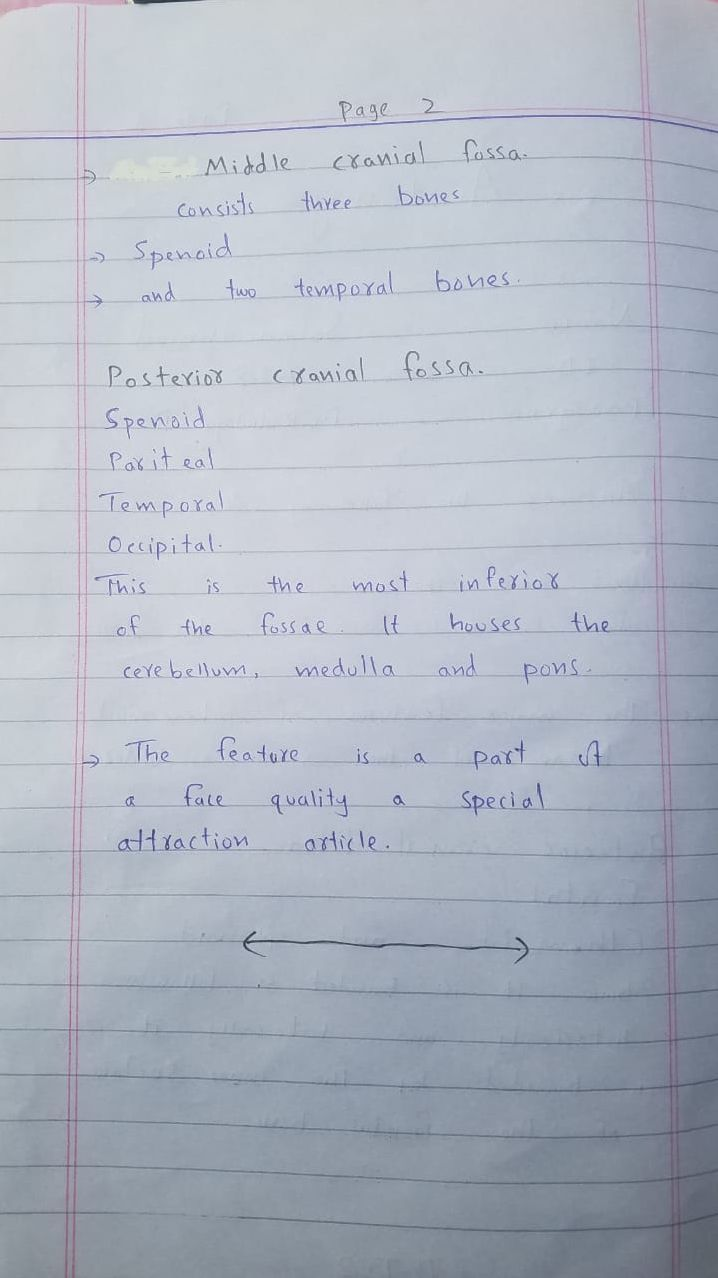 Page 2
→ Middle cranial fossa.
consists three bones
→ Spenoid
→ and two temporal bones.
Posterior cranial fossa.
Spenoid
Pariteal
Temporal
Occipital.
This is the most inferior
of the fossae. It houses the
cerebellum, medulla and pons.
→ The feature is a part of
a face quality a special
attraction article.